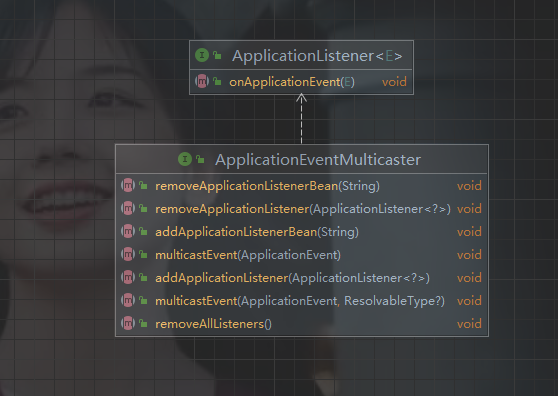 ApplicationListener<E>
onApplicationEvent(E) void
ApplicationEventMulticaster
removeApplicationListenerBean(String) void
removeApplicationListener(ApplicationListener<?>) void
addApplicationListenerBean(String) void
multicastEvent(ApplicationEvent) void
addApplicationListener(ApplicationListener<?>) void
multicastEvent(ApplicationEvent, ResolvableType?) void
removeAllListeners() void